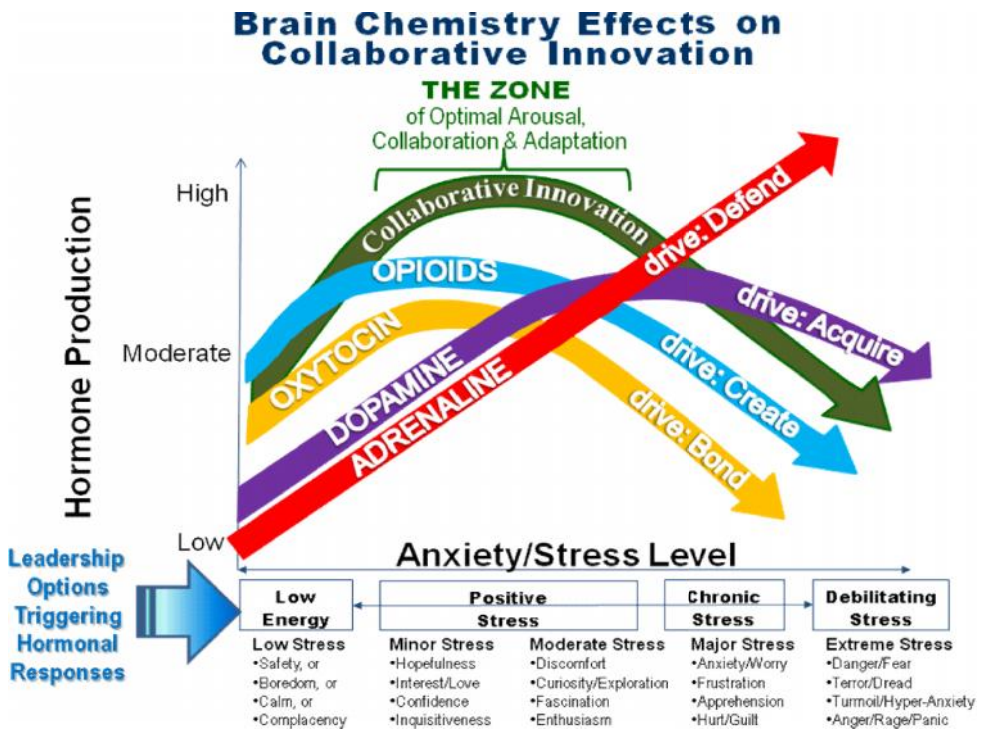 Brain Chemistry Effects on
Collaborative Innovation
THE ZONE
of Optimal Arousal,
Collaboration & Adaptation
Hormone Production
High
Moderate
Low
Collaborative Innovation
OPIOIDS
OXYTOCIN
DOPAMINE
ADRENALINE
drive: Defend
drive: Acquire
drive: Create
drive: Bond
Anxiety/Stress Level
Leadership
Options
Triggering
Hormonal
Responses
Low
Energy
Low Stress
•Safety, or
•Boredom, or
•Calm, or
•Complacency
Positive
Stress
Minor Stress
•Hopefulness
•Interest/Love
•Confidence
•Inquisitiveness
Moderate Stress
•Discomfort
•Curiosity/Exploration
•Fascination
•Enthusiasm
Chronic
Stress
Major Stress
•Anxiety/Worry
•Frustration
•Apprehension
•Hurt/Guilt
Debilitating
Stress
Extreme Stress
•Danger/Fear
•Terror/Dread
•Turmoil/Hyper-Anxiety
•Anger/Rage/Panic